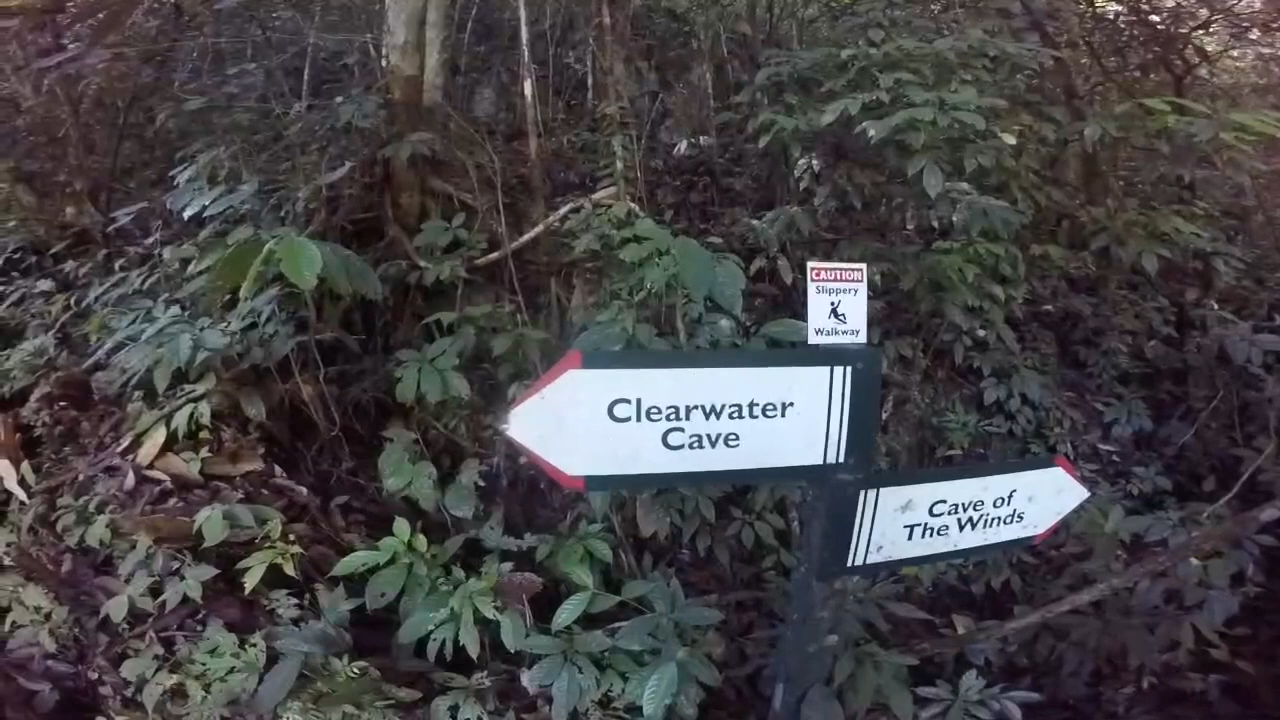 CAUTION
Slippery
Walkway
Clearwater
Cave
Cave of
The Winds